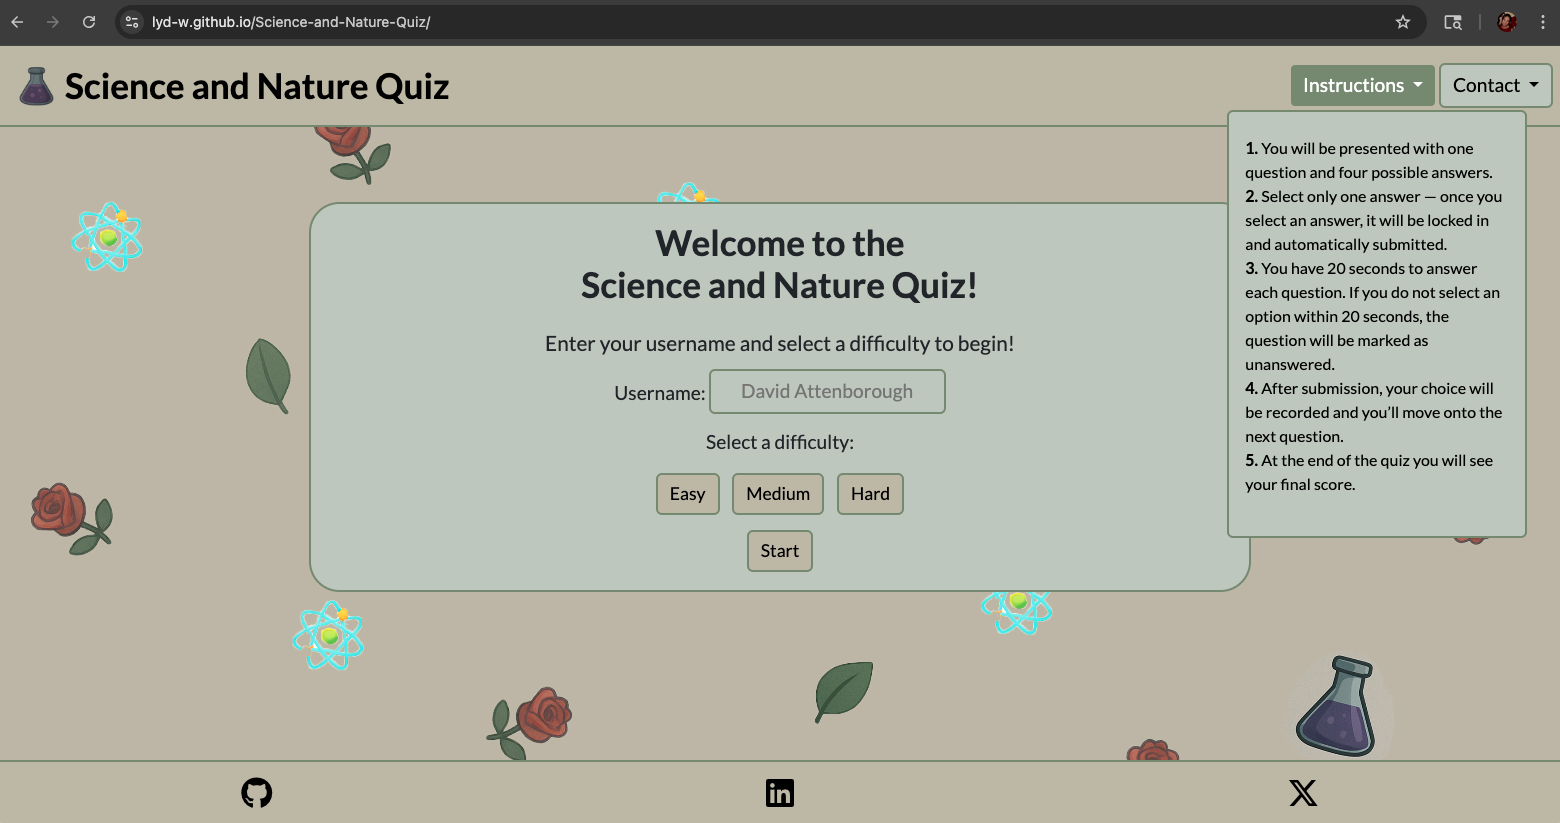 lyd-w.github.io/Science-and-Nature-Quiz/
Science and Nature Quiz
Instructions
Contact
1. You will be presented with one
question and four possible answers.
2. Select only one answer — once you
select an answer, it will be locked in
and automatically submitted.
3. You have 20 seconds to answer
each question. If you do not select an
option within 20 seconds, the
question will be marked as
unanswered.
4. After submission, your choice will
be recorded and you’ll move onto the
next question.
5. At the end of the quiz you will see
your final score.
Welcome to the
Science and Nature Quiz!
Enter your username and select a difficulty to begin!
Username: David Attenborough
Select a difficulty:
Easy Medium Hard
Start